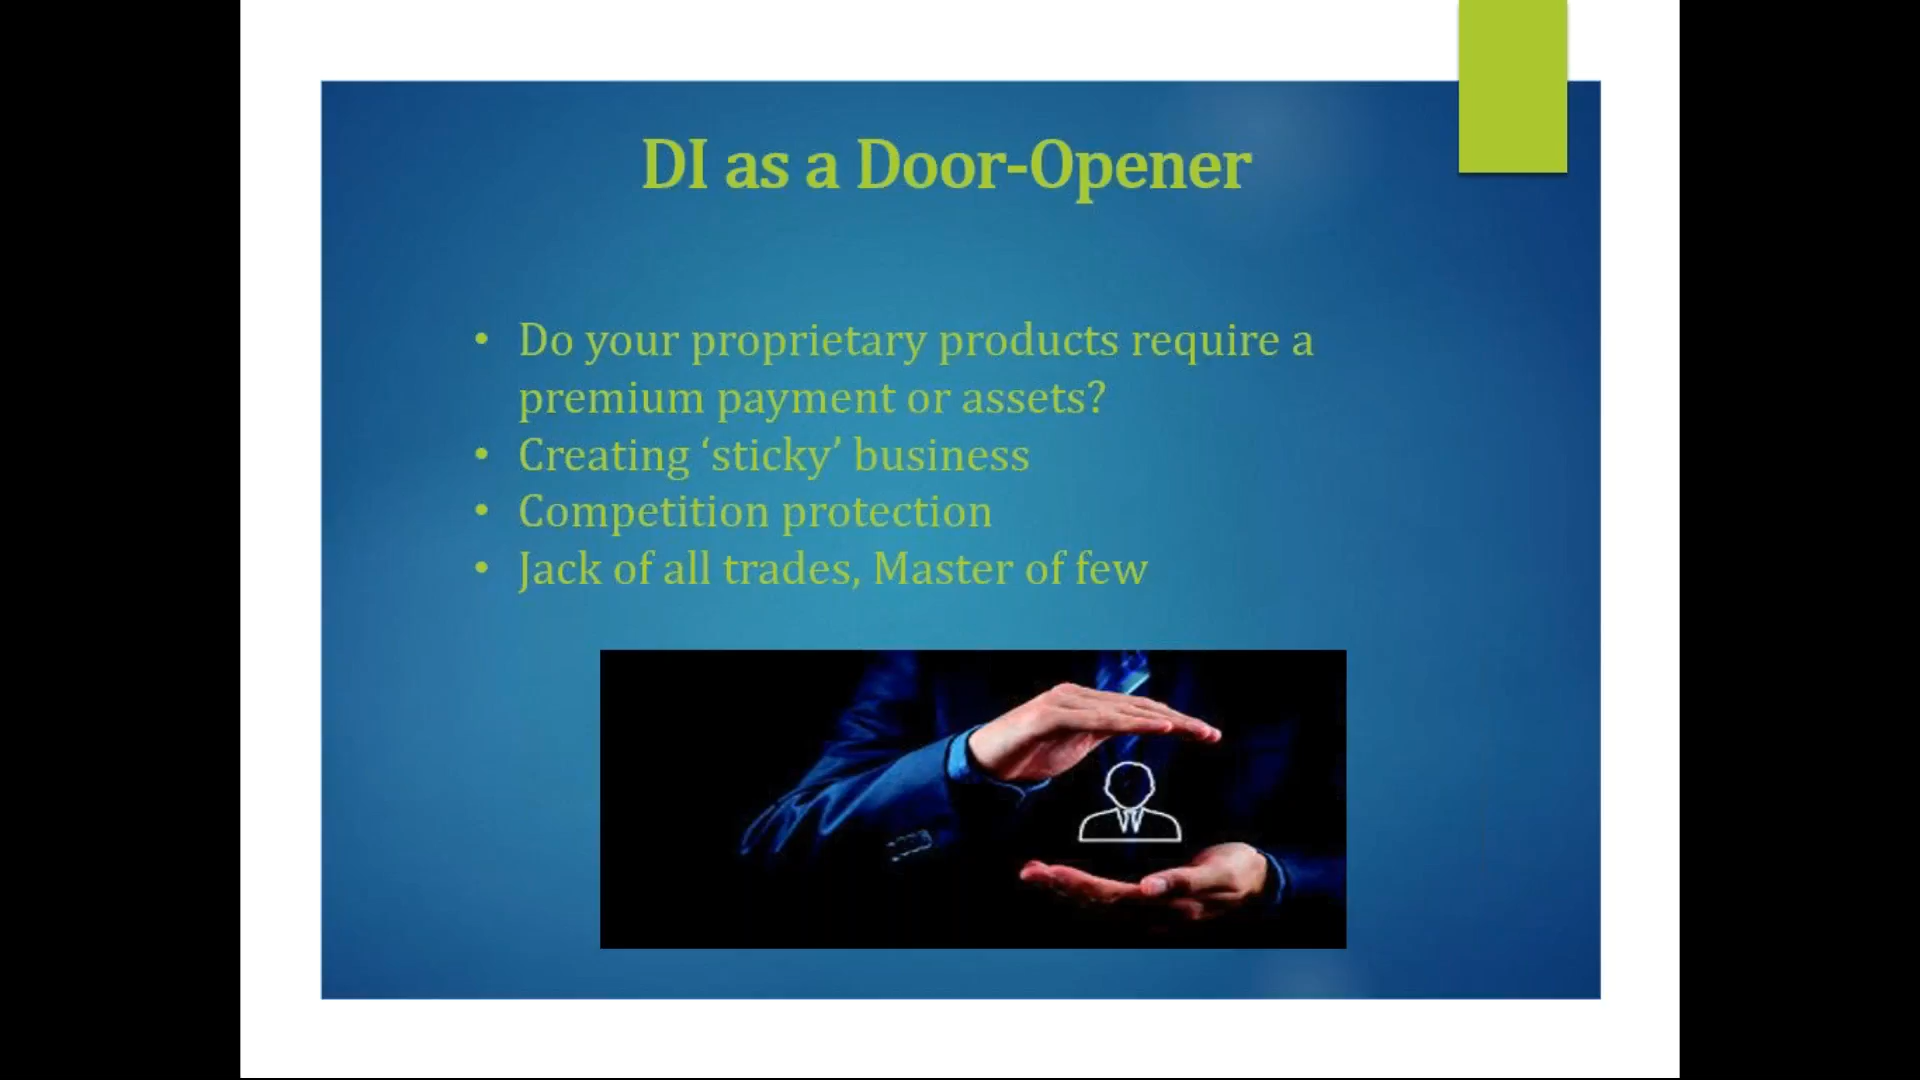 DI as a Door-Opener
• Do your proprietary products require a
premium payment or assets?
• Creating ‘sticky’ business
• Competition protection
• Jack of all trades, Master of few